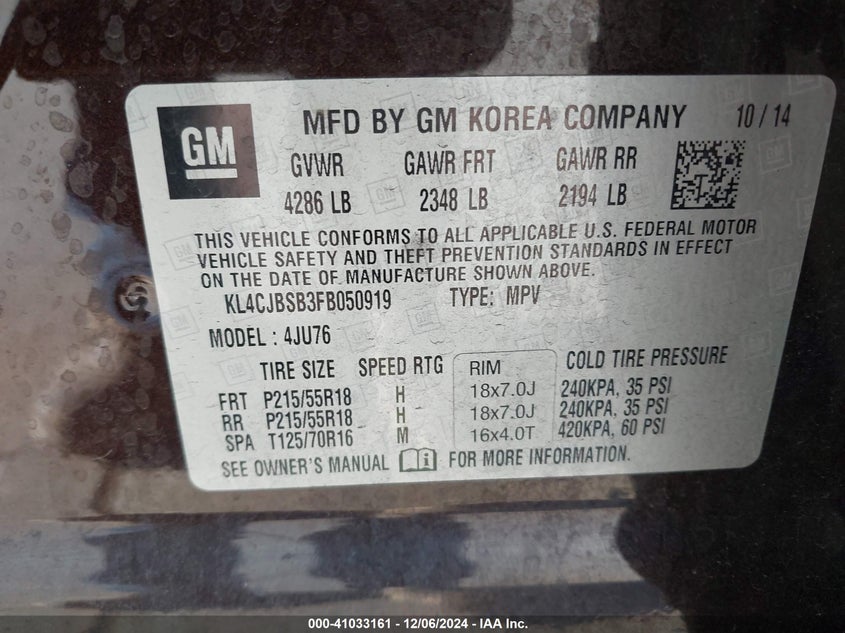 GM
MFD BY GM KOREA COMPANY 10 / 14
GVWR GAWR FRT GAWR RR
4286 LB 2348 LB 2194 LB
THIS VEHICLE CONFORMS TO ALL APPLICABLE U.S. FEDERAL MOTOR
VEHICLE SAFETY AND THEFT PREVENTION STANDARDS IN EFFECT
ON THE DATE OF MANUFACTURE SHOWN ABOVE.
KL4CJBSB3FB050919 TYPE: MPV
MODEL : 4JU76
TIRE SIZE SPEED RTG RIM COLD TIRE PRESSURE
FRT P215/55R18 H 18x7.0J 240KPA, 35 PSI
RR P215/55R18 H 18x7.0J 240KPA, 35 PSI
SPA T125/70R16 M 16x4.0T 420KPA, 60 PSI
SEE OWNER'S MANUAL FOR MORE INFORMATION.
000-41033161 - 12/06/2024 - IAA Inc.